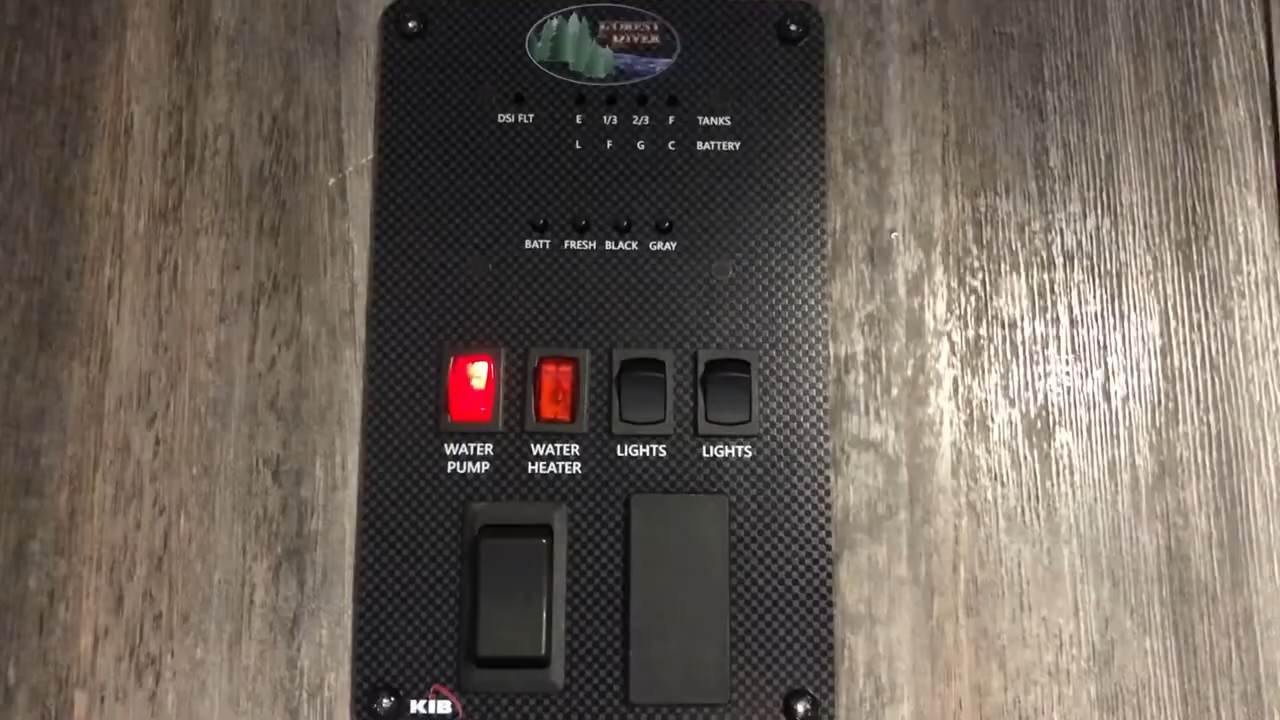 FOREST
RIVER
DSI FLT E 1/3 2/3 F TANKS
L F G C BATTERY
BATT FRESH BLACK GRAY
WATER PUMP
WATER HEATER
LIGHTS
LIGHTS
KIB